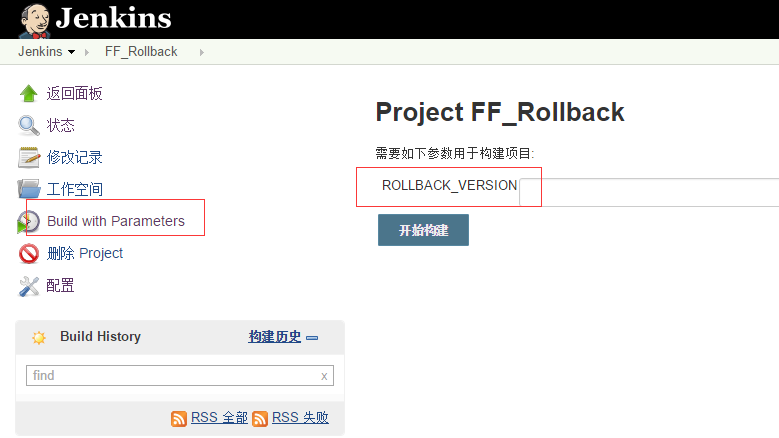 Jenkins
Jenkins FF_Rollback
返回面板
状态
修改记录
工作空间
Build with Parameters
删除 Project
配置
Build History 构建历史
find x
RSS 全部 RSS 失败
Project FF_Rollback
需要如下参数用于构建项目:
ROLLBACK_VERSION
开始构建